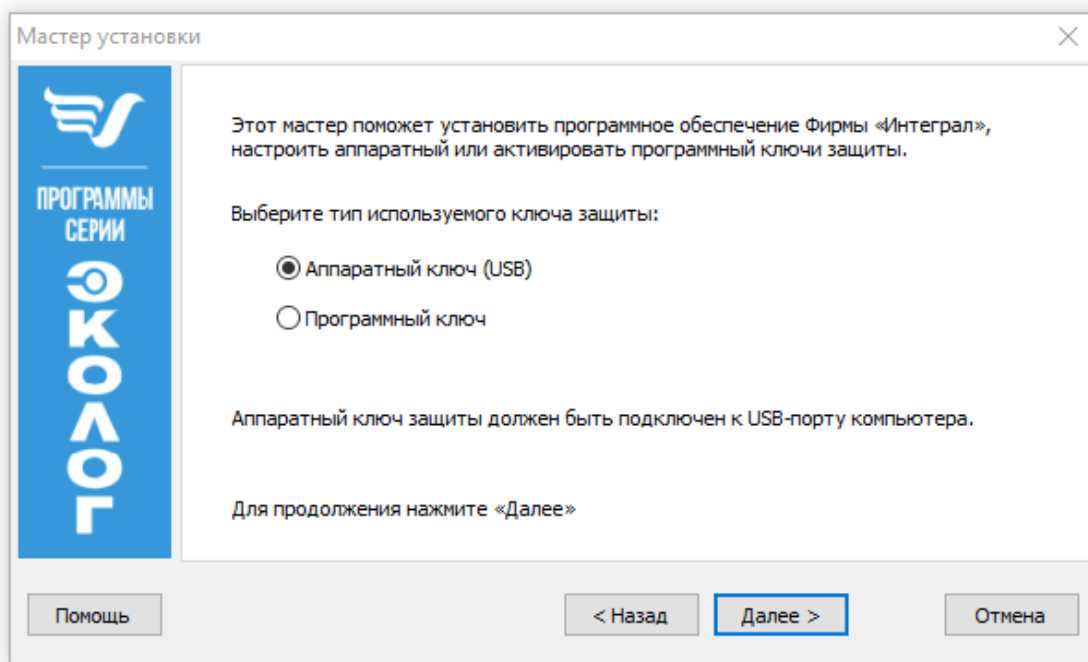 Мастер установки
ПРОГРАММЫ
СЕРИИ
ЭКОЛОГ
Этот мастер поможет установить программное обеспечение Фирмы «Интеграл»,
настроить аппаратный или активировать программный ключи защиты.
Выберите тип используемого ключа защиты:
Аппаратный ключ (USB)
Программный ключ
Аппаратный ключ защиты должен быть подключен к USB-порту компьютера.
Для продолжения нажмите «Далее»
Помощь
< Назад
Далее >
Отмена